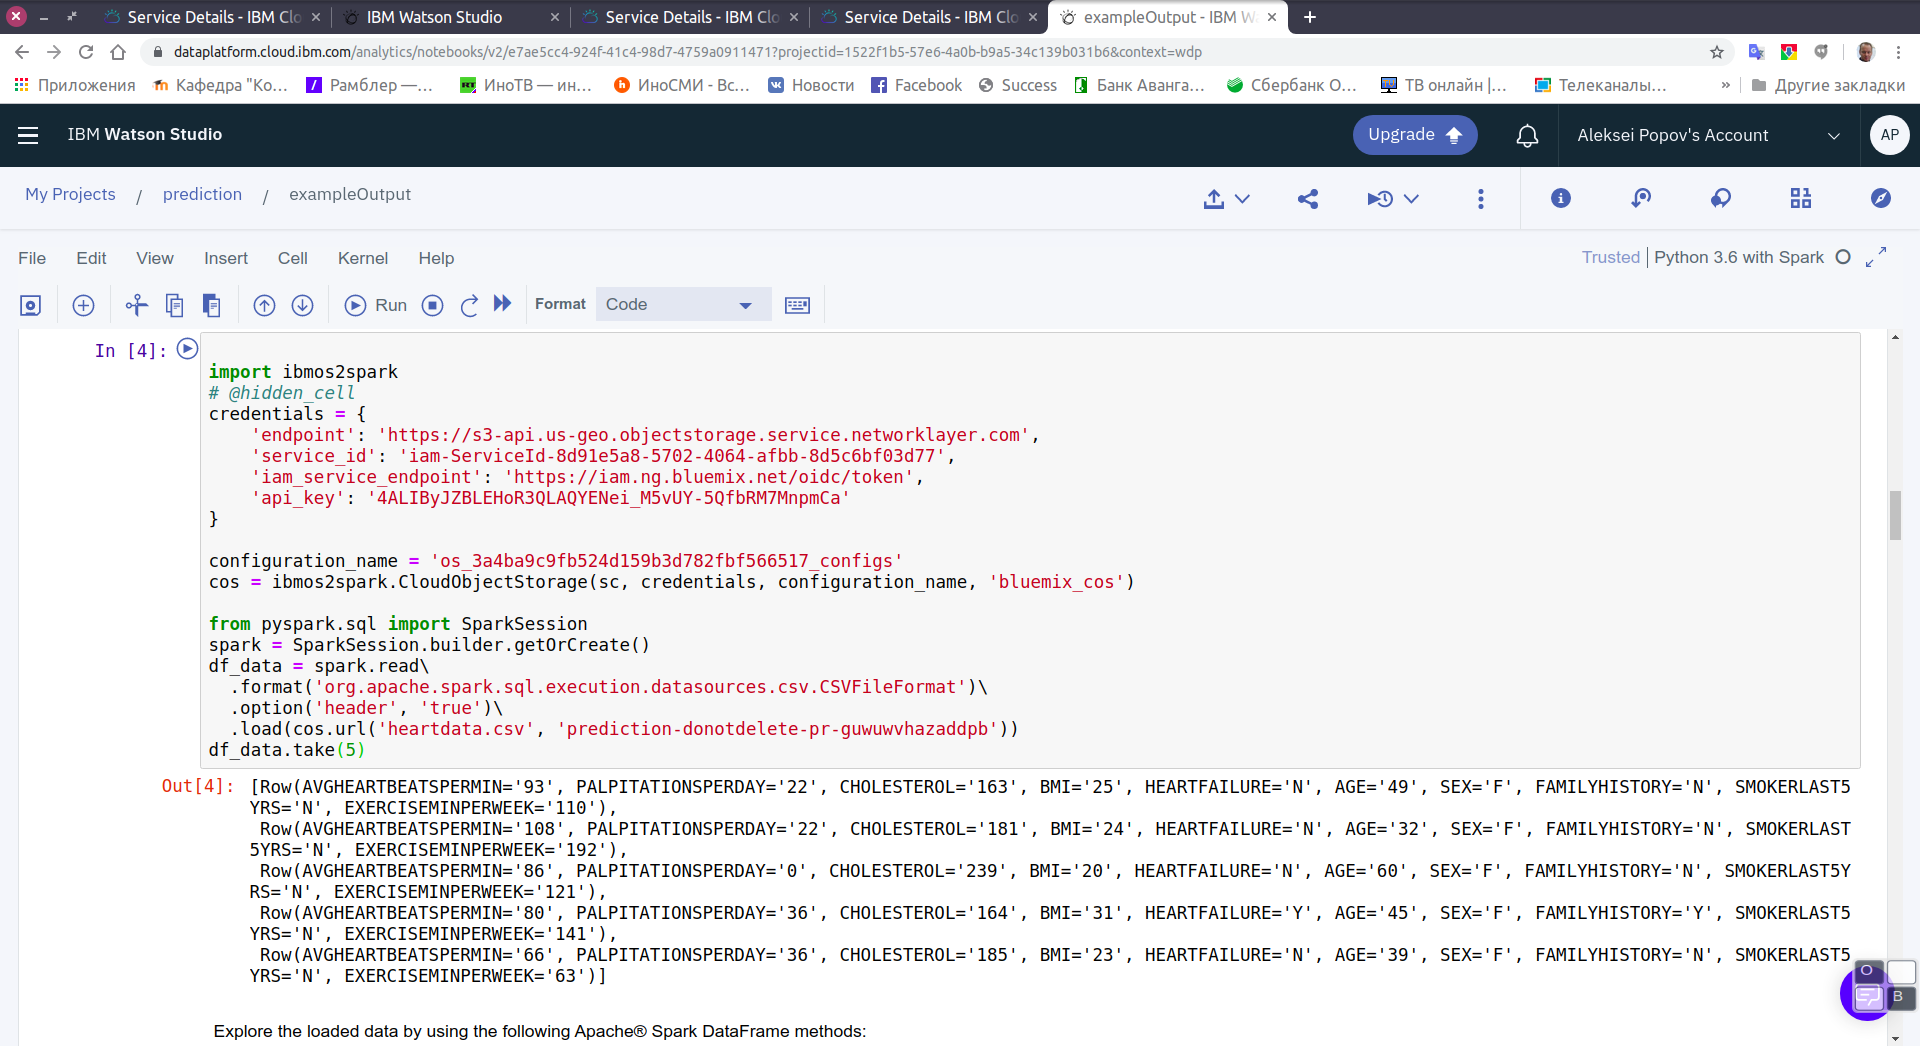 Service Details - IBM Clo
IBM Watson Studio
Service Details - IBM Clo
Service Details - IBM Clo
exampleOutput - IBM W
dataplatform.cloud.ibm.com/analytics/notebooks/v2/e7ae5cc4-924f-41c4-98d7-4759a0911471?projectid=1522f1b5-57e6-4a0b-b9a5-34c139b031b6&context=wdp
Приложения
Кафедра "Ко...
Рамблер —...
ИноТВ — ин...
ИноСМИ - Вс...
Новости
Facebook
Success
Банк Аванга...
Сбербанк О...
ТВ онлайн |...
Телеканалы...
»
Другие закладки
IBM Watson Studio
Upgrade
Aleksei Popov's Account
AP
My Projects / prediction / exampleOutput
File Edit View Insert Cell Kernel Help
Trusted | Python 3.6 with Spark
Run
Format
Code
In [4]:
import ibmos2spark
# @hidden_cell
credentials = {
    'endpoint': 'https://s3-api.us-geo.objectstorage.service.networklayer.com',
    'service_id': 'iam-ServiceId-8d91e5a8-5702-4064-afbb-8d5c6bf03d77',
    'iam_service_endpoint': 'https://iam.ng.bluemix.net/oidc/token',
    'api_key': '4ALIByJZBLEHoR3QLAQYENei_M5vUY-5QfbRM7MnpmCa'
}
configuration_name = 'os_3a4ba9c9fb524d159b3d782fbf566517_configs'
cos = ibmos2spark.CloudObjectStorage(sc, credentials, configuration_name, 'bluemix_cos')
from pyspark.sql import SparkSession
spark = SparkSession.builder.getOrCreate()
df_data = spark.read\
  .format('org.apache.spark.sql.execution.datasources.csv.CSVFileFormat')\
  .option('header', 'true')\
  .load(cos.url('heartdata.csv', 'prediction-donotdelete-pr-guwuwvhazaddpb'))
df_data.take(5)
Out[4]:
[Row(AVGHEARTBEATSPERMIN='93', PALPITATIONSPERDAY='22', CHOLESTEROL='163', BMI='25', HEARTFAILURE='N', AGE='49', SEX='F', FAMILYHISTORY='N', SMOKERLAST5
YRS='N', EXERCISEMINPERWEEK='110'),
 Row(AVGHEARTBEATSPERMIN='108', PALPITATIONSPERDAY='22', CHOLESTEROL='181', BMI='24', HEARTFAILURE='N', AGE='32', SEX='F', FAMILYHISTORY='N', SMOKERLAST
5YRS='N', EXERCISEMINPERWEEK='192'),
 Row(AVGHEARTBEATSPERMIN='86', PALPITATIONSPERDAY='0', CHOLESTEROL='239', BMI='20', HEARTFAILURE='N', AGE='60', SEX='F', FAMILYHISTORY='N', SMOKERLAST5Y
RS='N', EXERCISEMINPERWEEK='121'),
 Row(AVGHEARTBEATSPERMIN='80', PALPITATIONSPERDAY='36', CHOLESTEROL='164', BMI='31', HEARTFAILURE='Y', AGE='45', SEX='F', FAMILYHISTORY='Y', SMOKERLAST5
YRS='N', EXERCISEMINPERWEEK='141'),
 Row(AVGHEARTBEATSPERMIN='66', PALPITATIONSPERDAY='36', CHOLESTEROL='185', BMI='23', HEARTFAILURE='N', AGE='39', SEX='F', FAMILYHISTORY='N', SMOKERLAST5
YRS='N', EXERCISEMINPERWEEK='63')]
O
B
Explore the loaded data by using the following Apache® Spark DataFrame methods: